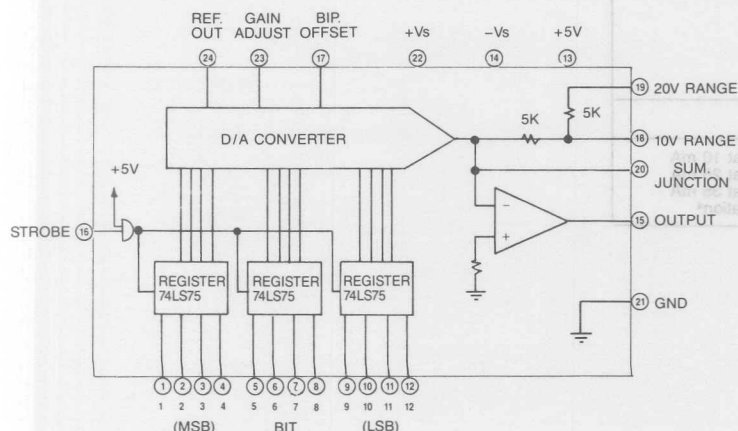 REF. OUT
GAIN ADJUST
BIP. OFFSET
+Vs
-Vs
+5V
24
23
17
22
14
13
19 20V RANGE
5K
5K
D/A CONVERTER
18 10V RANGE
20 SUM. JUNCTION
+5V
STROBE 16
-
+
15 OUTPUT
REGISTER 74LS75
REGISTER 74LS75
REGISTER 74LS75
21 GND
1 2 3 4 5 6 7 8 9 10 11 12
1 2 3 4 5 6 7 8 9 10 11 12
(MSB) BIT (LSB)